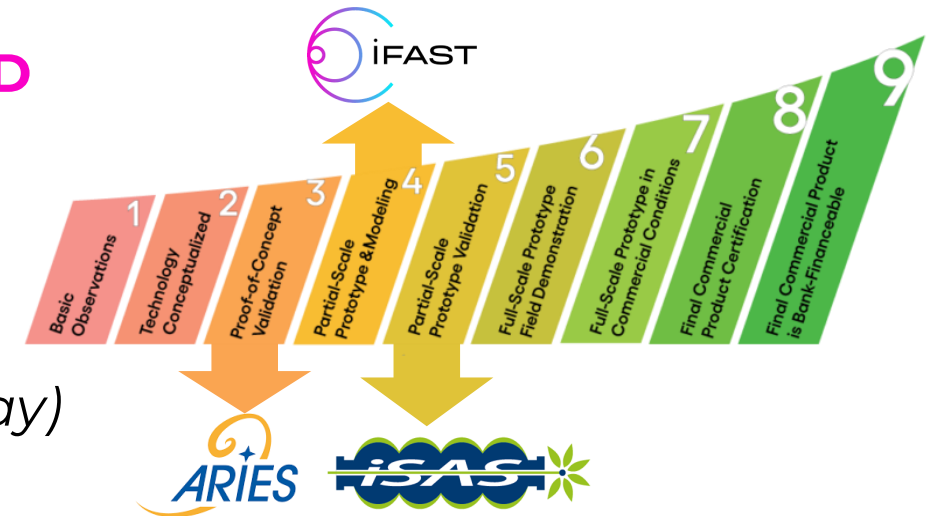 D
iFAST
1
Basic
Observations
2
Technology
Conceptualized
3
Proof-of-Concept
Validation
4
Partial-Scale
Prototype & Modeling
5
Partial-Scale
Prototype Validation
6
Full-Scale Prototype
Field Demonstration
7
Full-Scale Prototype in
Commercial Conditions
8
Final Commercial
Product Certification
9
Final Commercial Product
is Bank-Financeable
ay)
ARIES
iSAS